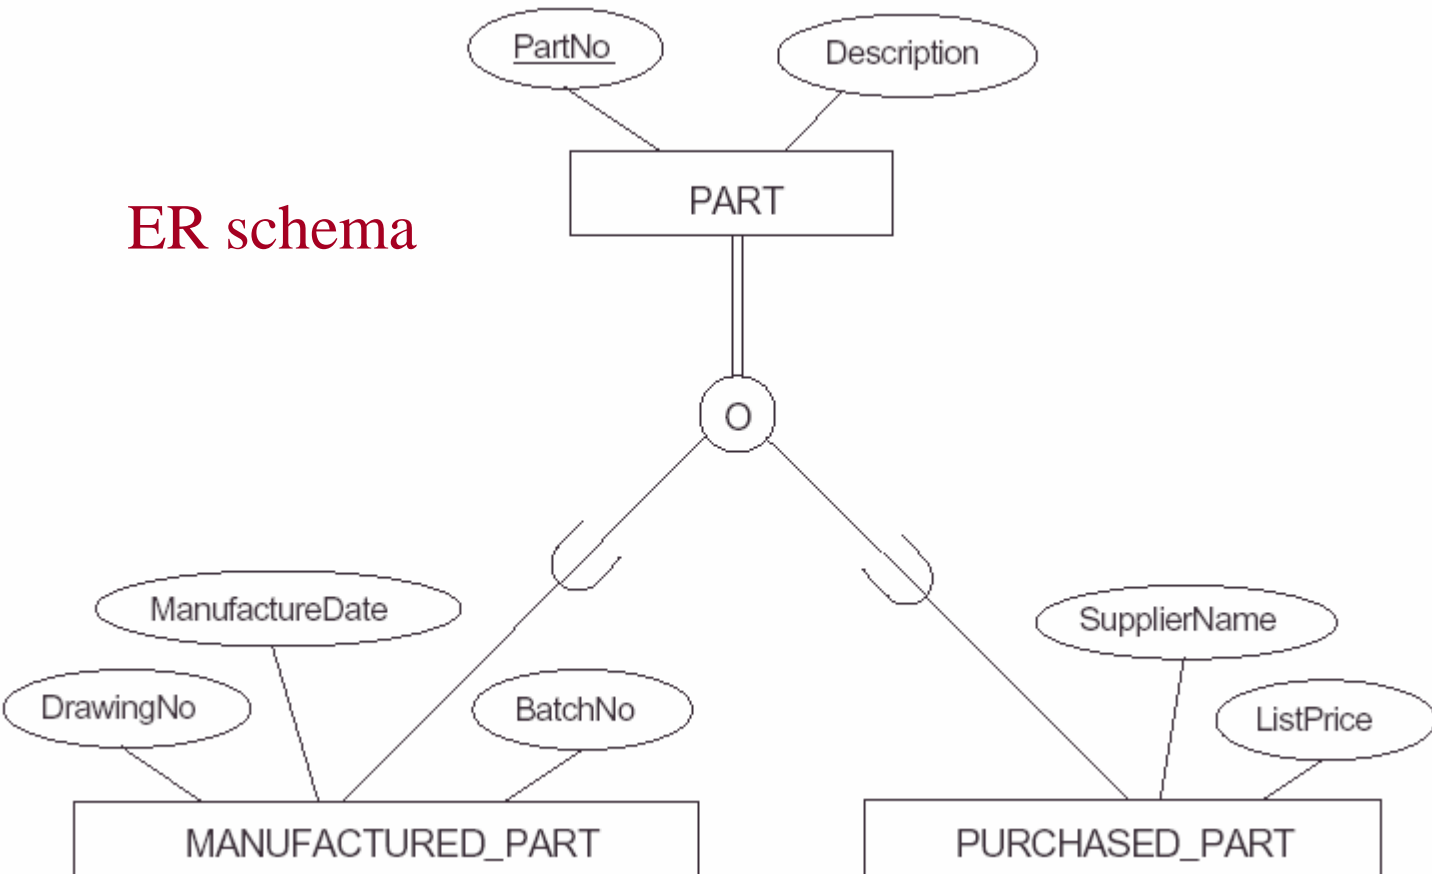 PartNo
Description
PART
ER schema
O
ManufactureDate
SupplierName
DrawingNo
BatchNo
ListPrice
MANUFACTURED_PART
PURCHASED_PART